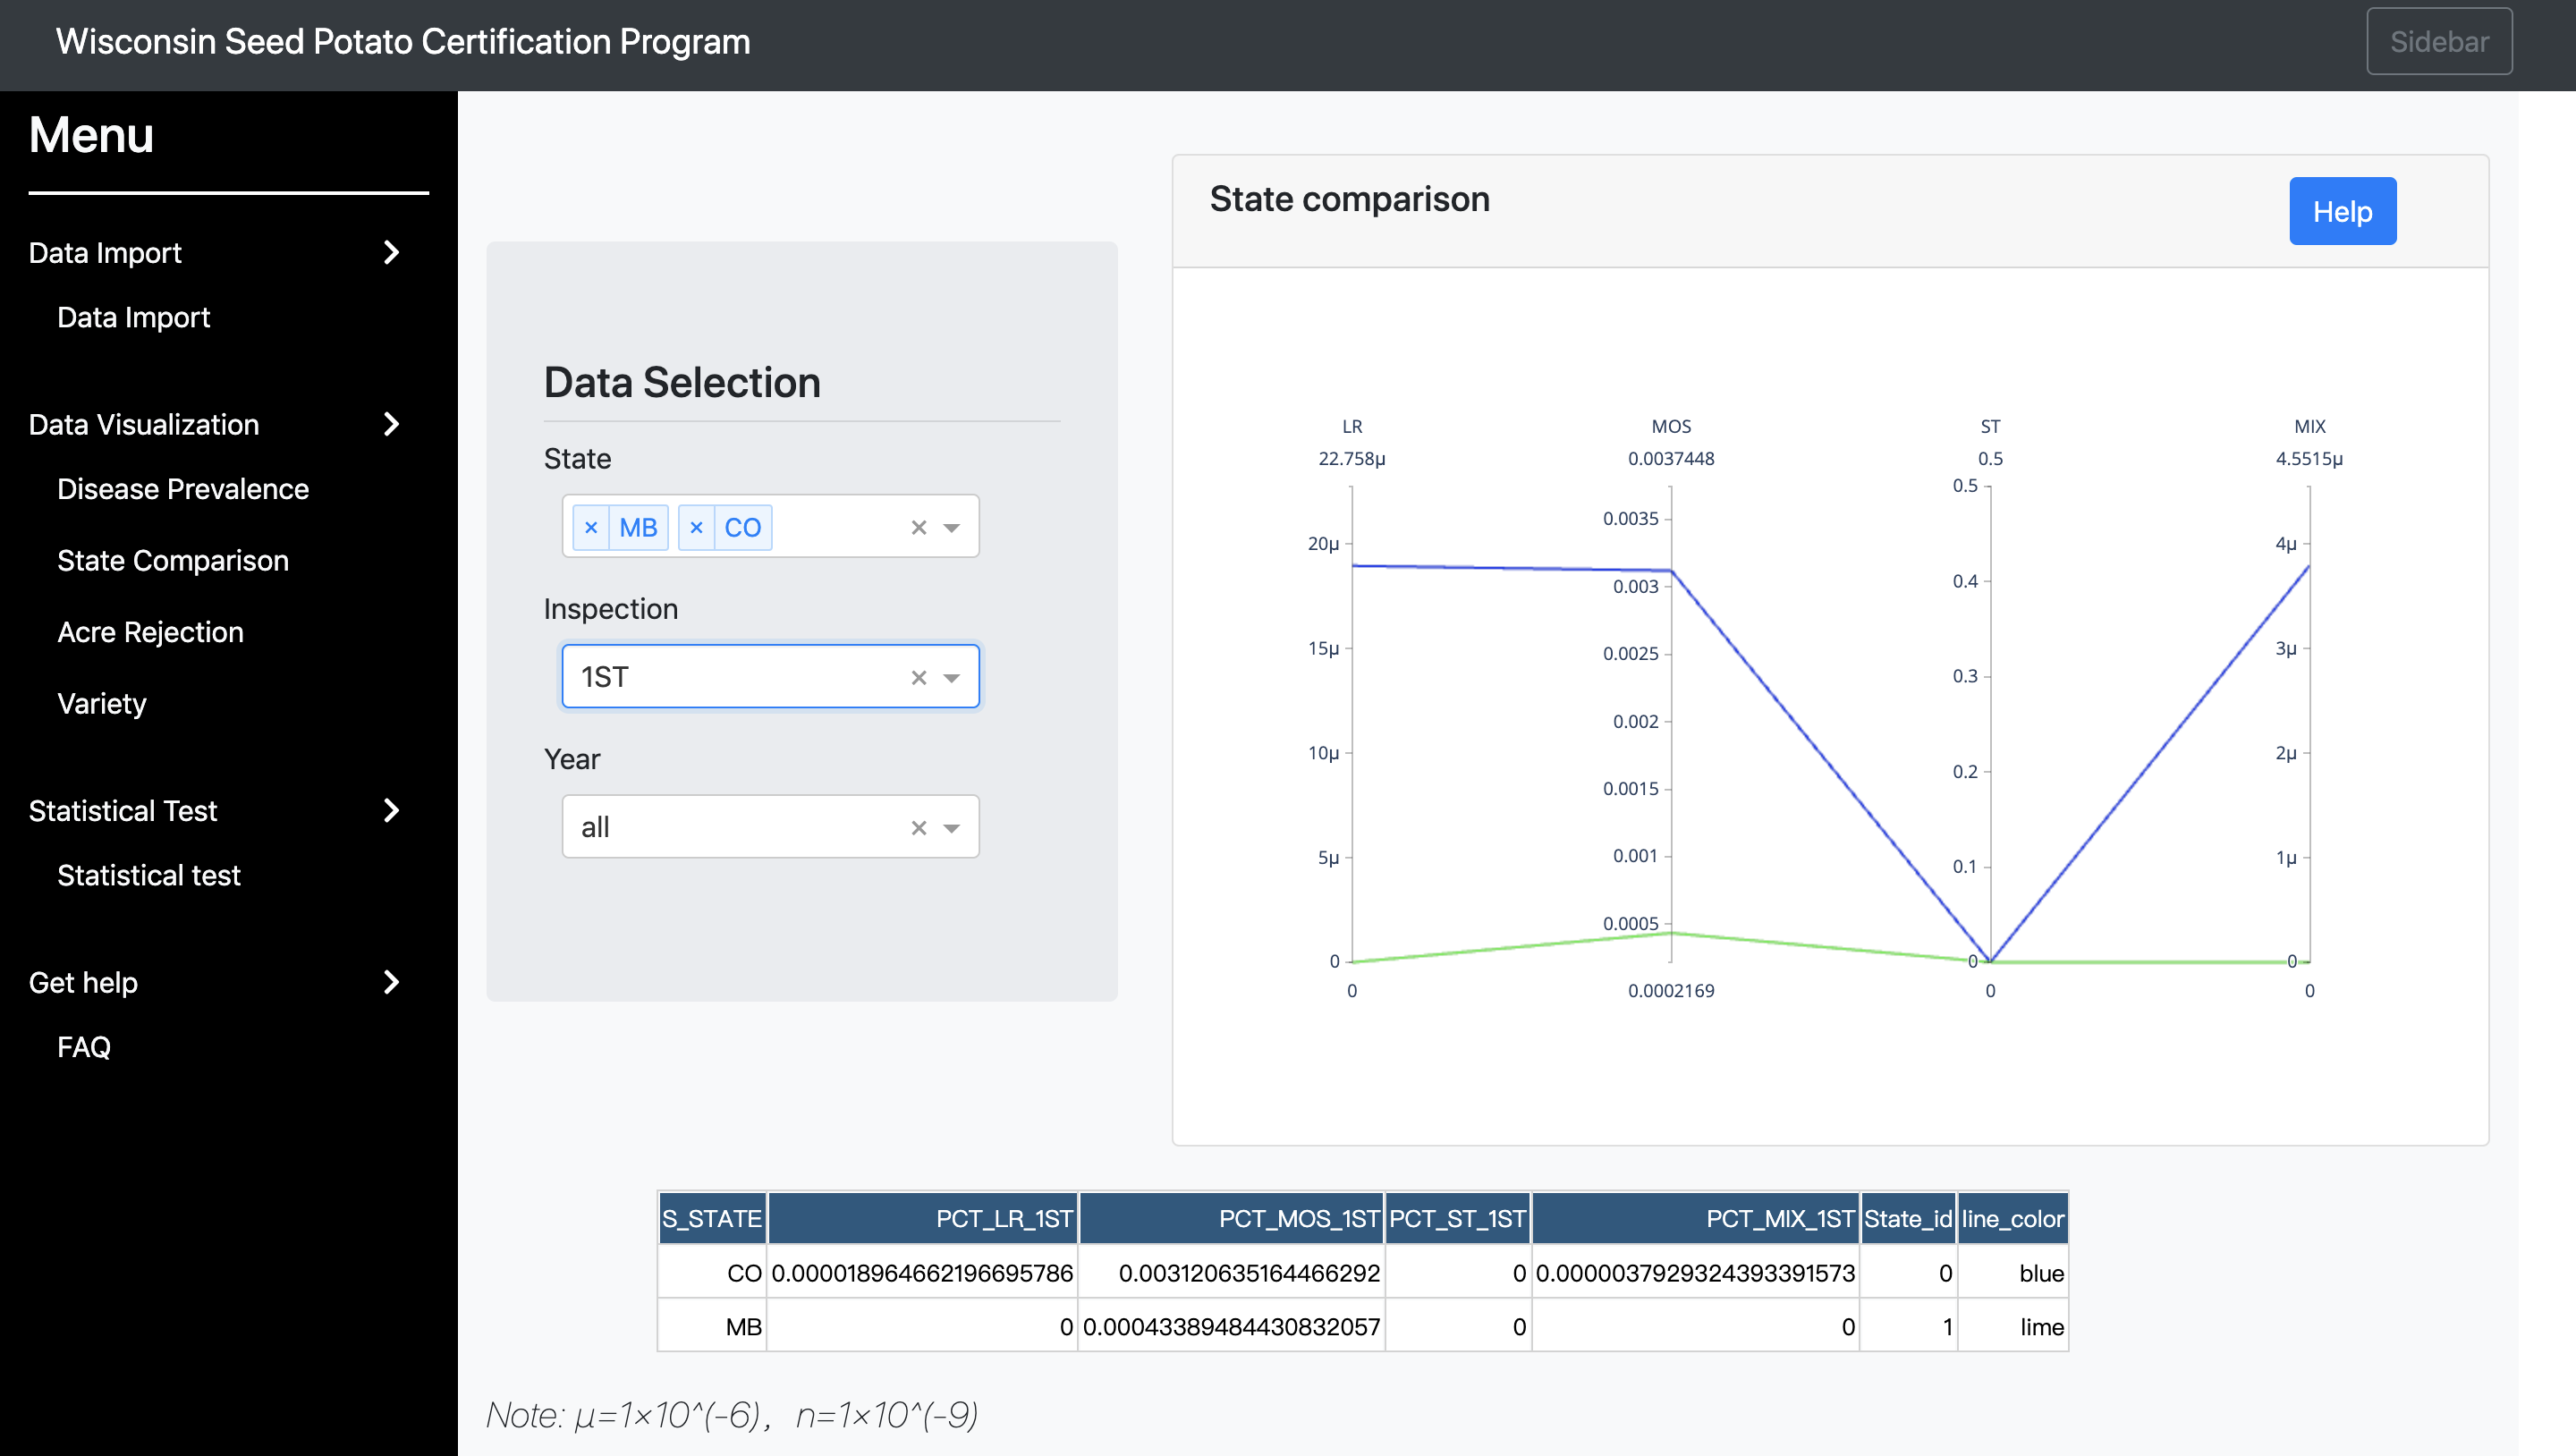 Wisconsin Seed Potato Certification Program
Sidebar
Menu
Data Import
Data Import
Data Visualization
Disease Prevalence
State Comparison
Acre Rejection
Variety
Statistical Test
Statistical test
Get help
FAQ
Data Selection
State
× MB × CO
Inspection
1ST
Year
all
State comparison
Help
LR MOS ST MIX
22.758μ 0.0037448 0.5 4.5515μ
20μ
15μ
10μ
5μ
0
0.0035
0.003
0.0025
0.002
0.0015
0.001
0.0005
0.5
0.4
0.3
0.2
0.1
0
4μ
3μ
2μ
1μ
0
0 0.0002169 0 0
S_STATE PCT_LR_1ST PCT_MOS_1ST PCT_ST_1ST PCT_MIX_1ST State_id line_color
CO 0.000018964662196695786 0.003120635164466292 0 0.0000037929324393391573 0 blue
MB 0 0.00043389484430832057 0 0 1 lime
Note: μ=1×10^(-6),  n=1×10^(-9)